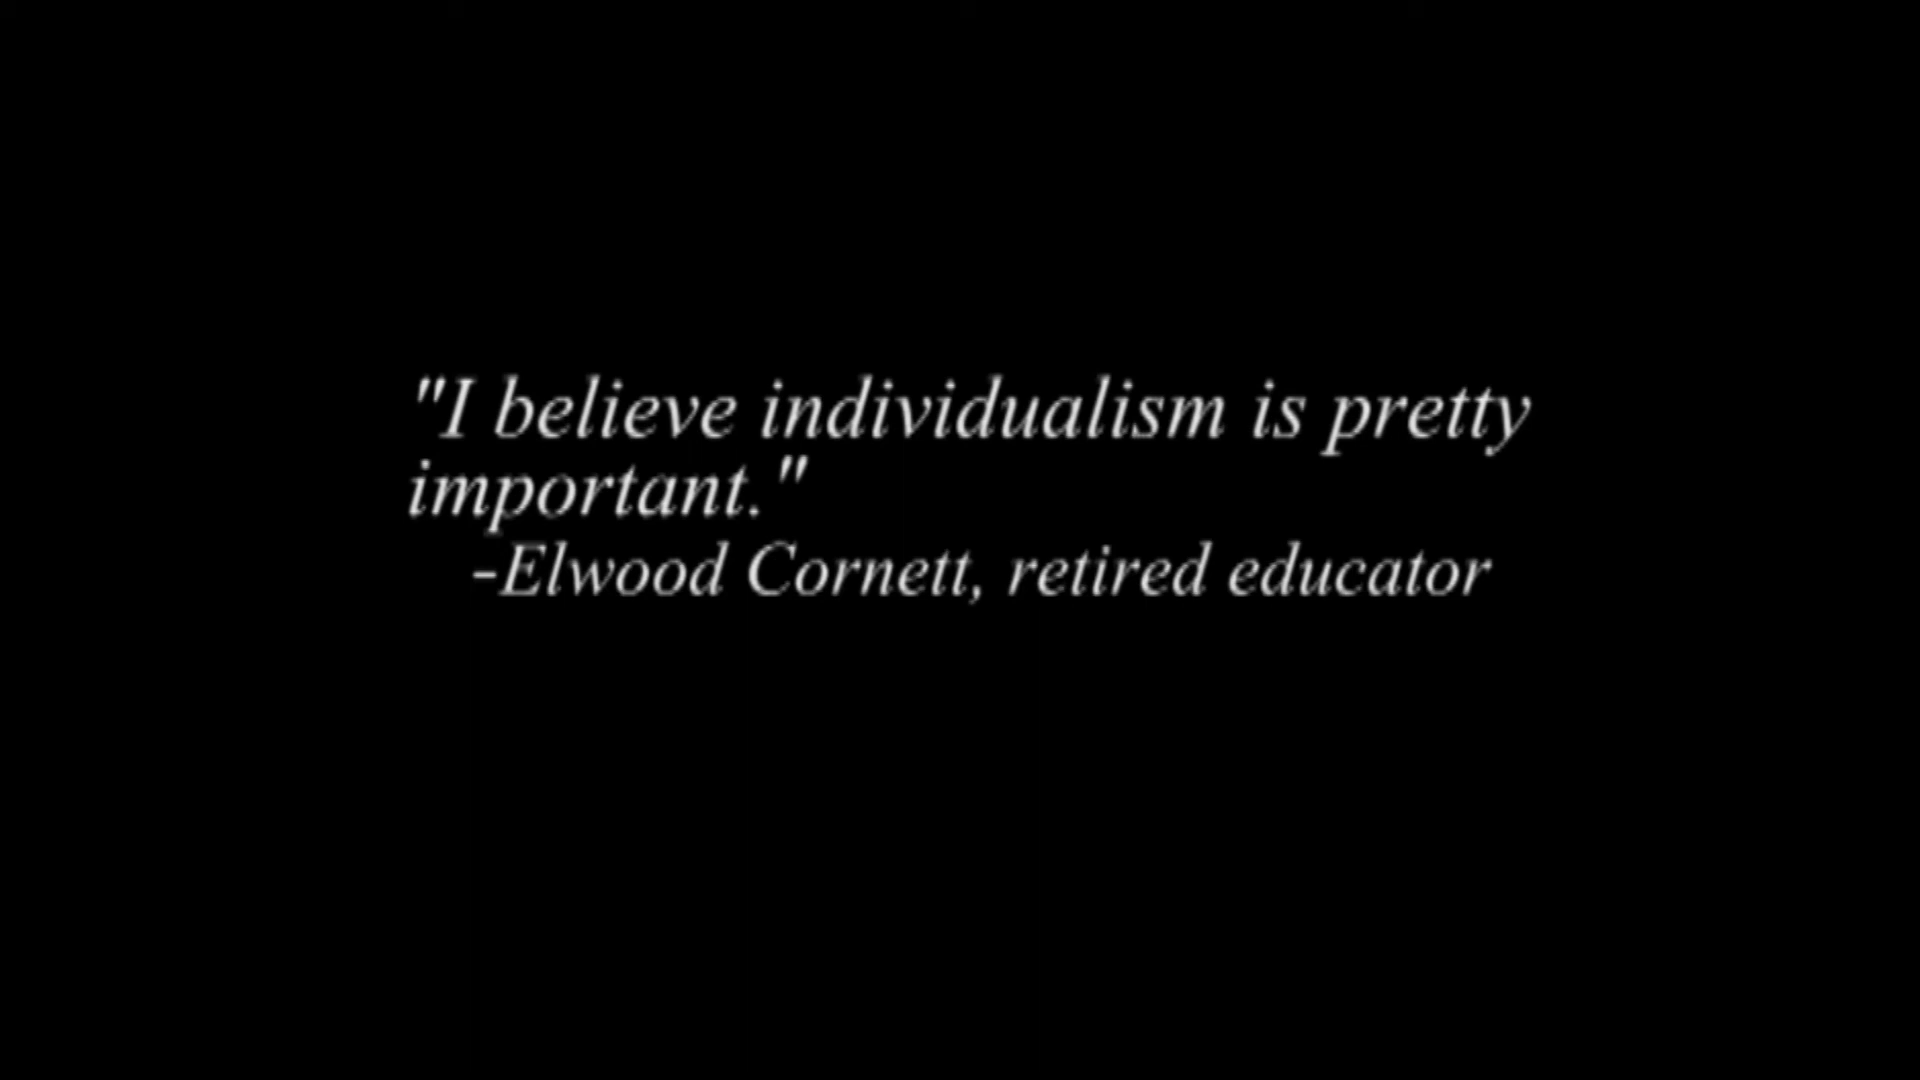 "I believe individualism is pretty
important."
-Elwood Cornett, retired educator